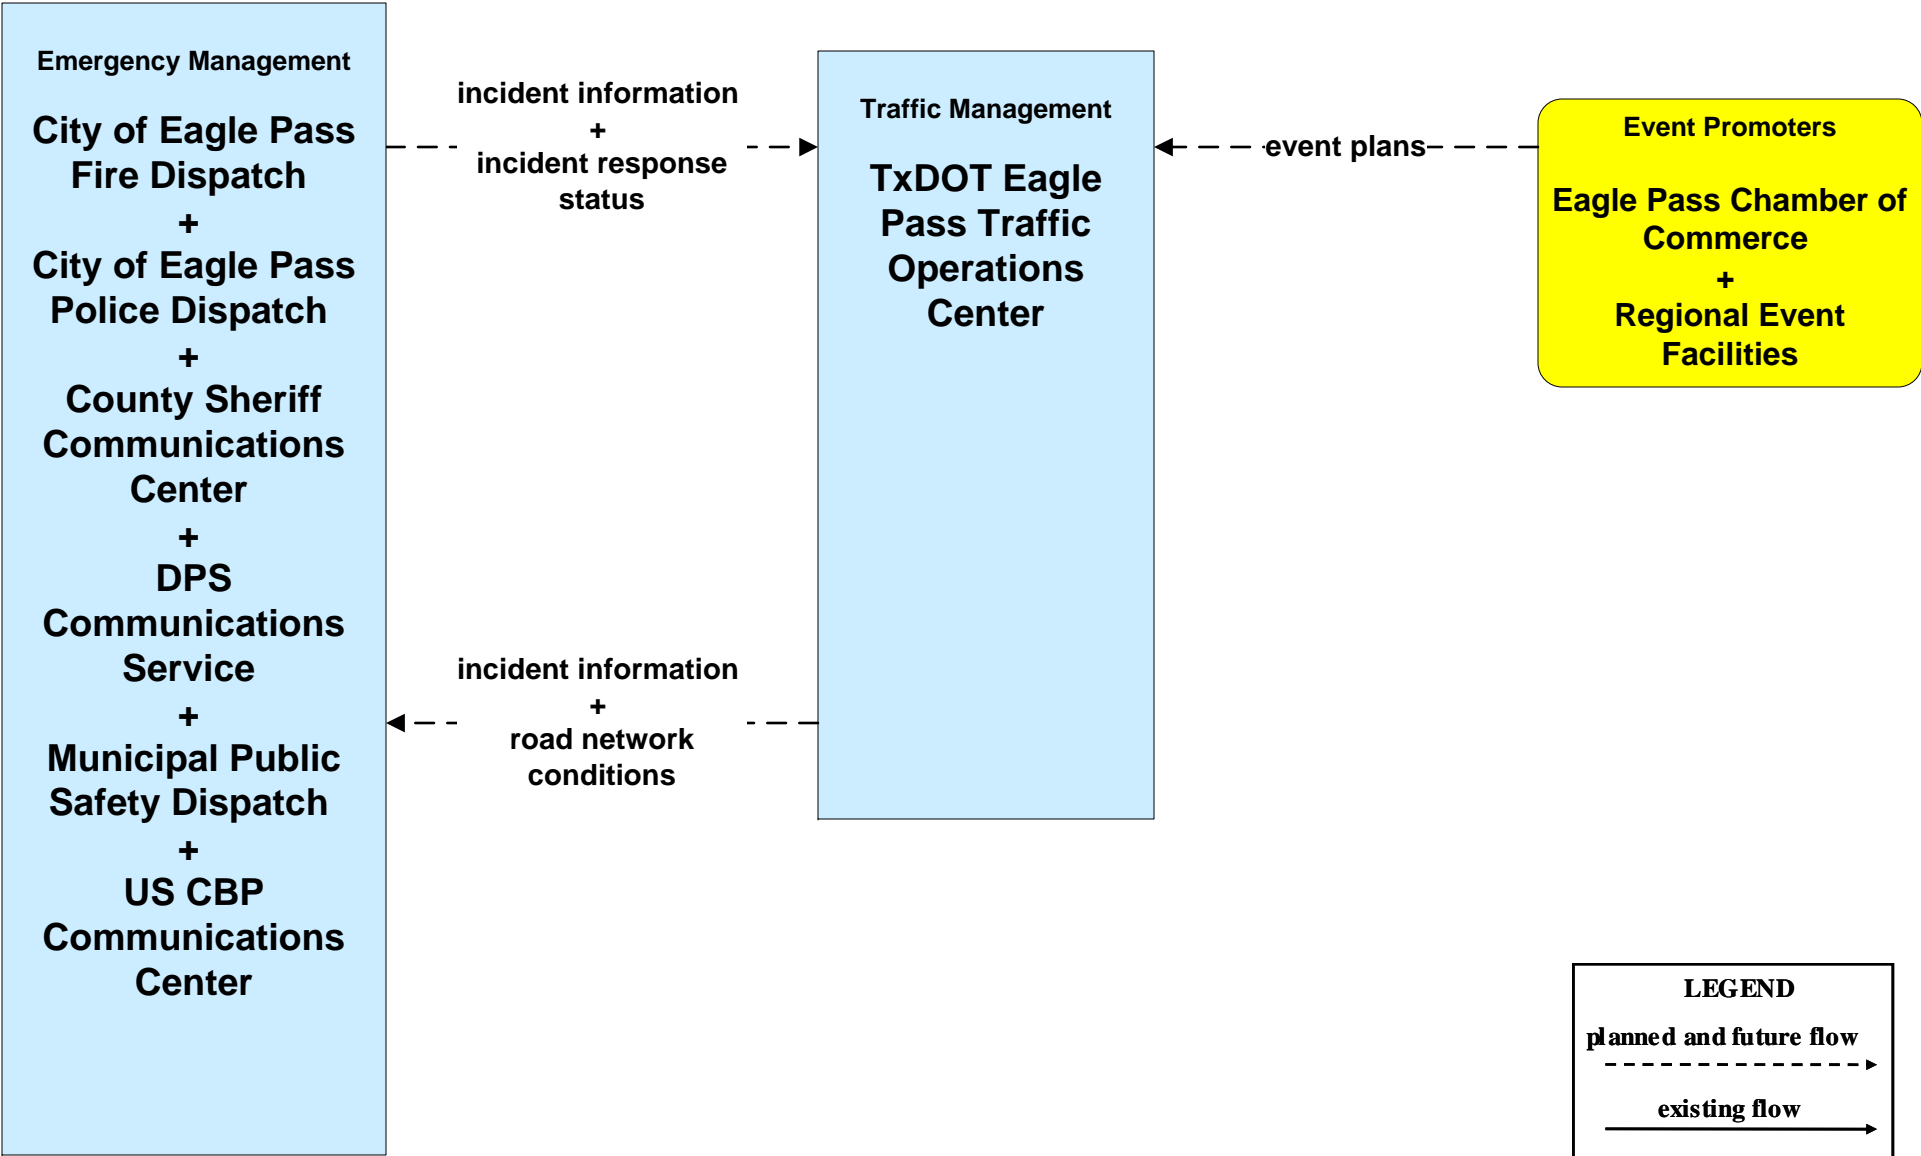 Emergency Management
City of Eagle Pass
Fire Dispatch
+
City of Eagle Pass
Police Dispatch
+
County Sheriff
Communications
Center
+
DPS
Communications
Service
+
Municipal Public
Safety Dispatch
+
US CBP
Communications
Center
incident information
+
incident response
status
incident information
+
road network
conditions
Traffic Management
TxDOT Eagle
Pass Traffic
Operations
Center
event plans
Event Promoters
Eagle Pass Chamber of
Commerce
+
Regional Event
Facilities
LEGEND
planned and future flow
existing flow